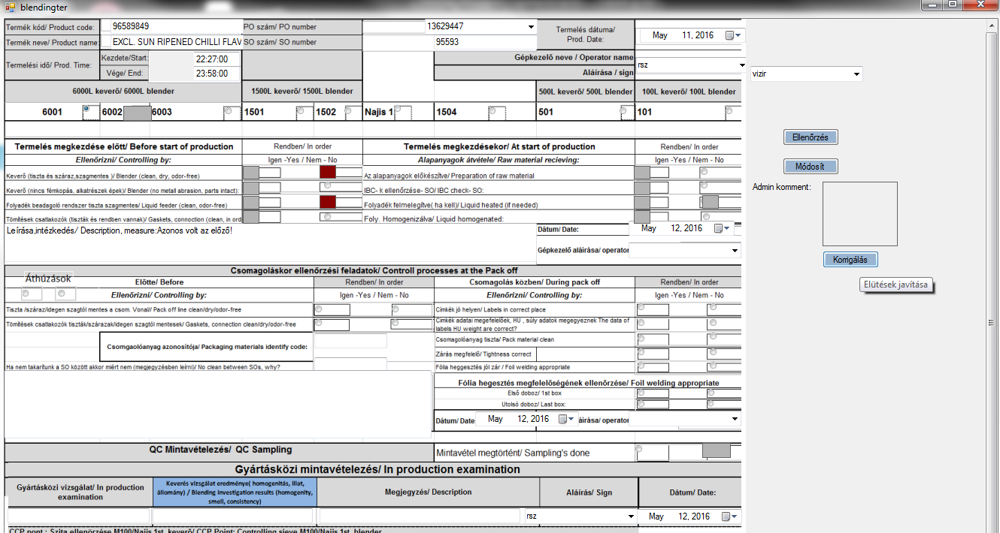 blendingter
Termék kód/ Product code: 96589849 PO szám/ PO number 13629447 Termelés dátuma/ Prod. Date: May 11, 2016
Termék neve/ Product name: EXCL. SUN RIPENED CHILLI FLAV SO szám/ SO number 95593
Termelési idő/ Prod. Time: Kezdete/Start: 22:27:00 Gépkezelő neve / Operator name rsz
Vége/ End: 23:58:00 Aláírása / sign
vizir
6000L keverő/ 6000L blender 1500L keverő/ 1500L blender 500L keverő/ 500L blender 100L keverő/ 100L blender
6001 6002 6003 1501 1502 Najis 1 1504 501 101
Ellenőrzés
Termelés megkezdése előtt/ Before start of production Rendben/ In order Termelés megkezdésekor/ At start of production Rendben/ In order
Ellenőrizni/ Controlling by: Igen -Yes / Nem - No Alapanyagok átvétele/ Raw material recieving: Igen -Yes / Nem - No
Módosít
Keverő (tiszta és száraz,szagmentes )/ Blender (clean, dry, odor-free) Az alapanyagok előkészítve/ Preparation of raw material
Keverő (nincs fémkopás, alkatrészek épek)/ Blender (no metal abrasion, parts intact): IBC- k ellenőrzése- SO/ IBC check- SO:
Admin komment:
Folyadék beadagoló rendszer tiszta szagmentes/ Liquid feeder (clean, odor-free) Folyadék felmelegítve( ha kell)/ Liquid heated (if needed)
Tömítések csatlakozók (tiszták és rendben vannak)/ Gaskets, connection (clean, in ord Foly. Homogenizálva/ Liquid homogenated:
Leírása,intézkedés/ Description, measure:Azonos volt az előző! Dátum/ Date: May 12, 2016
Gépkezelő aláírása/ operator
Korrigálás
Elütések javítása
Csomagoláskor ellenőrzési feladatok/ Controll processes at the Pack off
Áthúzások
Előtte/ Before Rendben/ In order Csomagolás közben/ During pack off Rendben/ In order
Ellenőrizni/ Controlling by: Igen -Yes / Nem - No Ellenőrizni/ Controlling by: Igen -Yes / Nem - No
Tiszta /száraz/idegen szagtól mentes a csom. Vonal// Pack off line clean/dry/odor-free Címkék jó helyen/ Labels in correct place
Tömítések csatlakozók tiszták/szárazak/idegen szagtól mentesek/ Gaskets, connection clean/dry/odor-free Címkék adatai megefelelőek, HU , súly adatok megegyeznek The data of
labels HU weight are correct?
Csomagolóanyag tiszta/ Pack material clean
Csomgaolóanyag azonosítója/ Packaging materials identify code:
Zárás megfelelő/ Tightness correct
Ha nem takarítunk a SO között akkor miért nem (megjegyzésben leírni)/ No clean between SOs, why? Fólia heggesztés jól zár / Foil welding appropriate
Fólia hegesztés megfelelőségének ellenőrzése/ Foil welding appropriate
Első doboz/ 1st box
Utolsó doboz/ Last box:
Dátum/ Date May 12, 2016 áirása/ operator
QC Mintavételezés/ QC Sampling Mintavétel megtörtént/ Sampling's done
Gyártásközi mintavételezés/ In production examination
Gyártásközi vizsgálat/ In production examination Keverés vizsgálat eredménye( homogenitás, illat, állomány) / Blending investigation results (homogenity, smell, consistency) Megjegyzés/ Description Aláírás/ Sign Dátum/ Date:
rsz May 12, 2016
CCP pont : Szita ellenőrzése M100/Najis 1st. keverő/ CCP Point: Controlling sieve M100/Najis 1st. blender